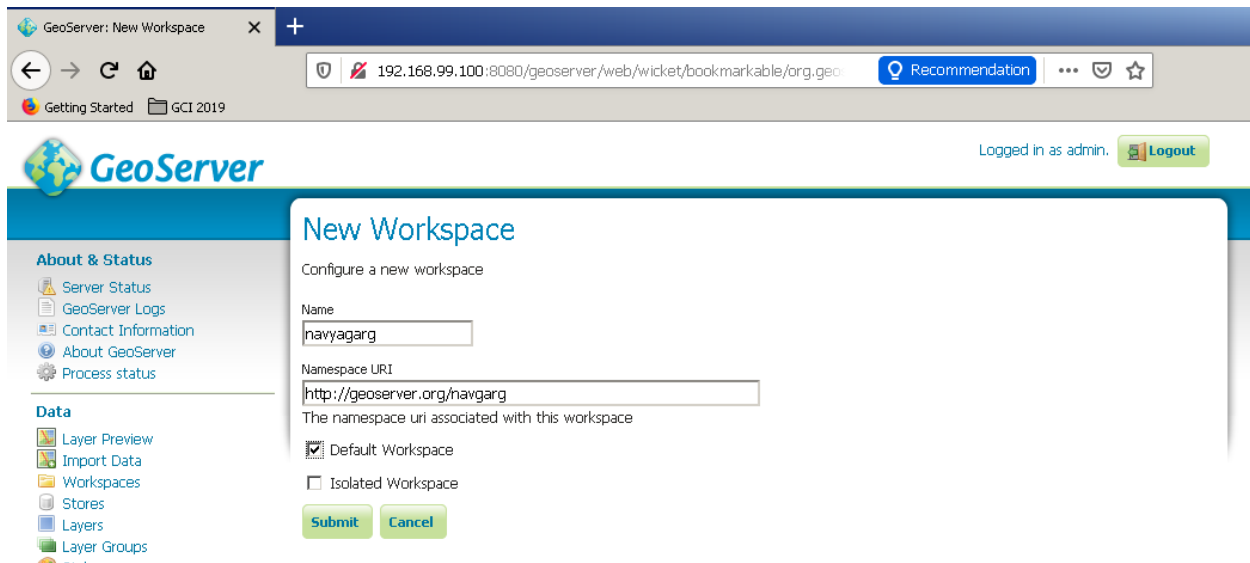 GeoServer: New Workspace
192.168.99.100:8080/geoserver/web/wicket/bookmarkable/org.geo Recommendation
Getting Started GCI 2019
GeoServer
Logged in as admin. Logout
New Workspace
Configure a new workspace
Name
navyagarg
Namespace URI
http://geoserver.org/navgarg
The namespace uri associated with this workspace
Default Workspace
Isolated Workspace
Submit Cancel
About & Status
Server Status
GeoServer Logs
Contact Information
About GeoServer
Process status
Data
Layer Preview
Import Data
Workspaces
Stores
Layers
Layer Groups